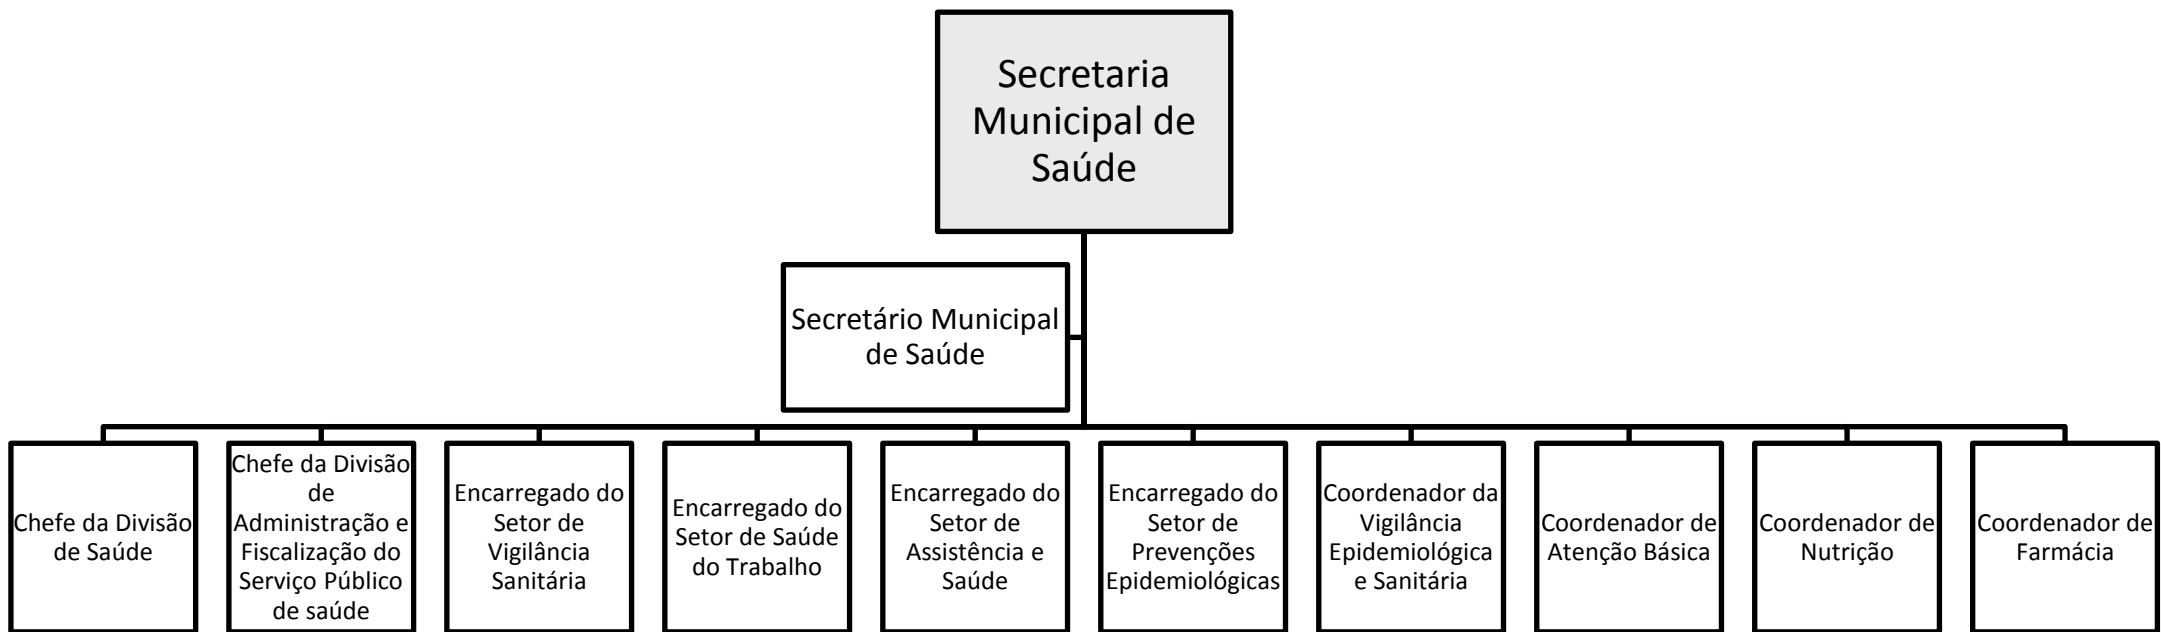 Secretaria
Municipal de
Saúde
Secretário Municipal
de Saúde
Chefe da Divisão
de Saúde
Chefe da Divisão
de
Administração e
Fiscalização do
Serviço Público
de saúde
Encarregado do
Setor de
Vigilância
Sanitária
Encarregado do
Setor de Saúde
do Trabalho
Encarregado do
Setor de
Assistência e
Saúde
Encarregado do
Setor de
Prevenções
Epidemiológicas
Coordenador da
Vigilância
Epidemiológica
e Sanitária
Coordenador de
Atenção Básica
Coordenador de
Nutrição
Coordenador de
Farmácia